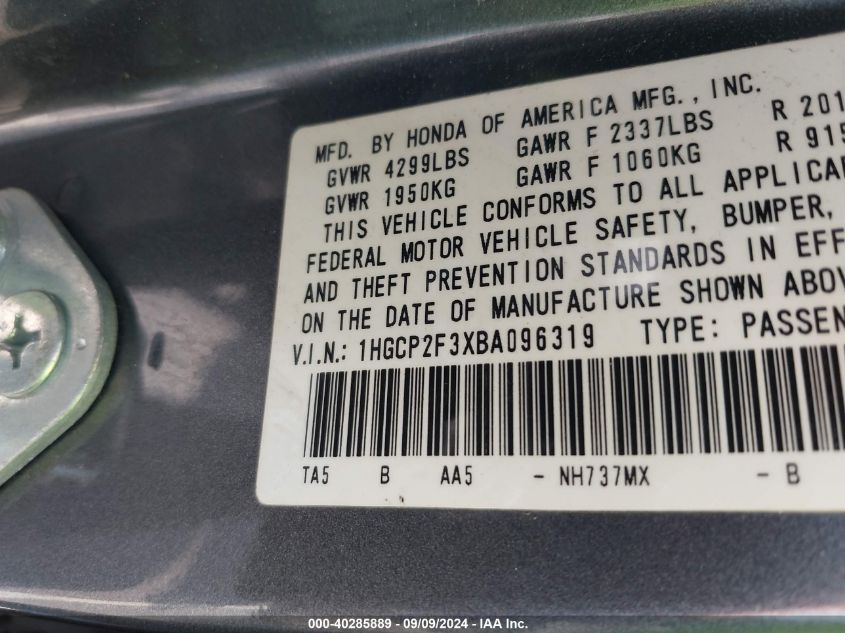 MFD. BY HONDA OF AMERICA MFG., INC.
GVWR 4299LBS GAWR F 2337LBS R 201
GVWR 1950KG GAWR F 1060KG R 915
THIS VEHICLE CONFORMS TO ALL APPLICA
FEDERAL MOTOR VEHICLE SAFETY, BUMPER,
AND THEFT PREVENTION STANDARDS IN EFF
ON THE DATE OF MANUFACTURE SHOWN ABOV
V.I.N.: 1HGCP2F3XBA096319 TYPE: PASSEN
TA5 B AA5 - NH737MX - B
000-40285889 - 09/09/2024 - IAA Inc.